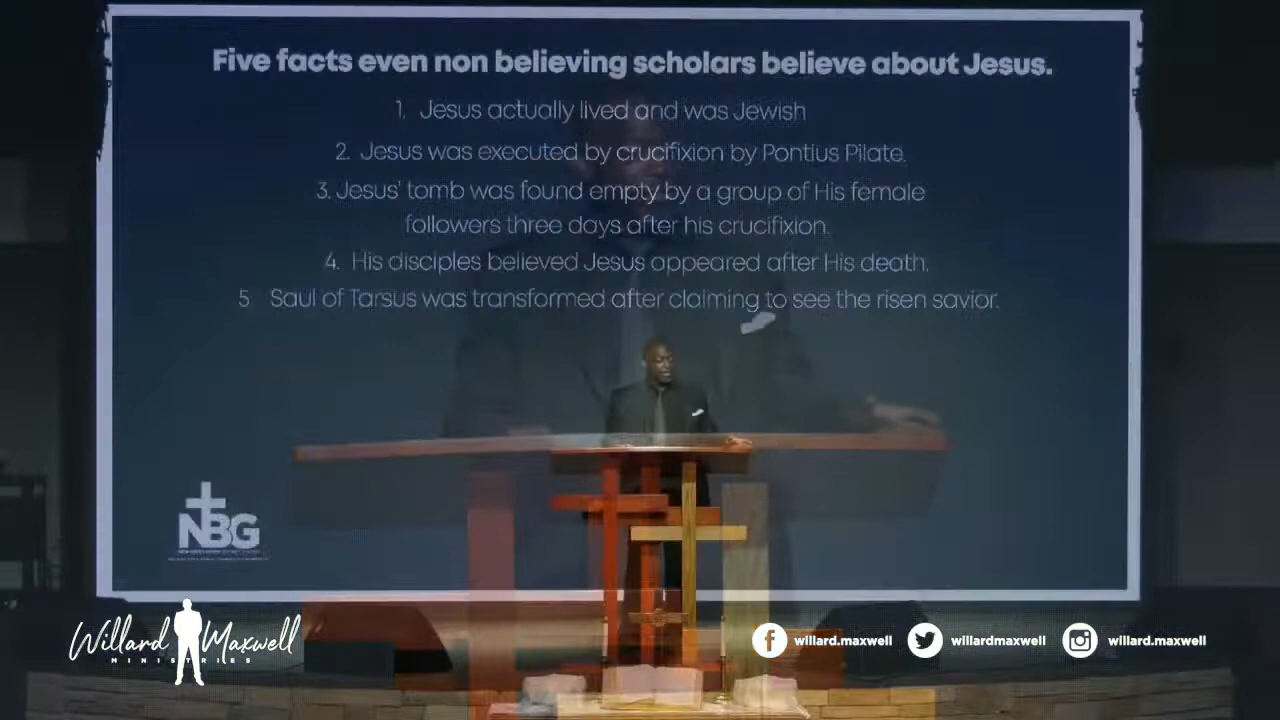 Five facts even non believing scholars believe about Jesus.
1. Jesus actually lived and was Jewish
2. Jesus was executed by crucifixion by Pontius Pilate.
3. Jesus' tomb was found empty by a group of His female
followers three days after his crucifixion.
4. His disciples believed Jesus appeared after His death.
5 Saul of Tarsus was transformed after claiming to see the risen savior.
NBG
Willard Maxwell
MINISTRIES
willard.maxwell
willardmaxwell
willard.maxwell